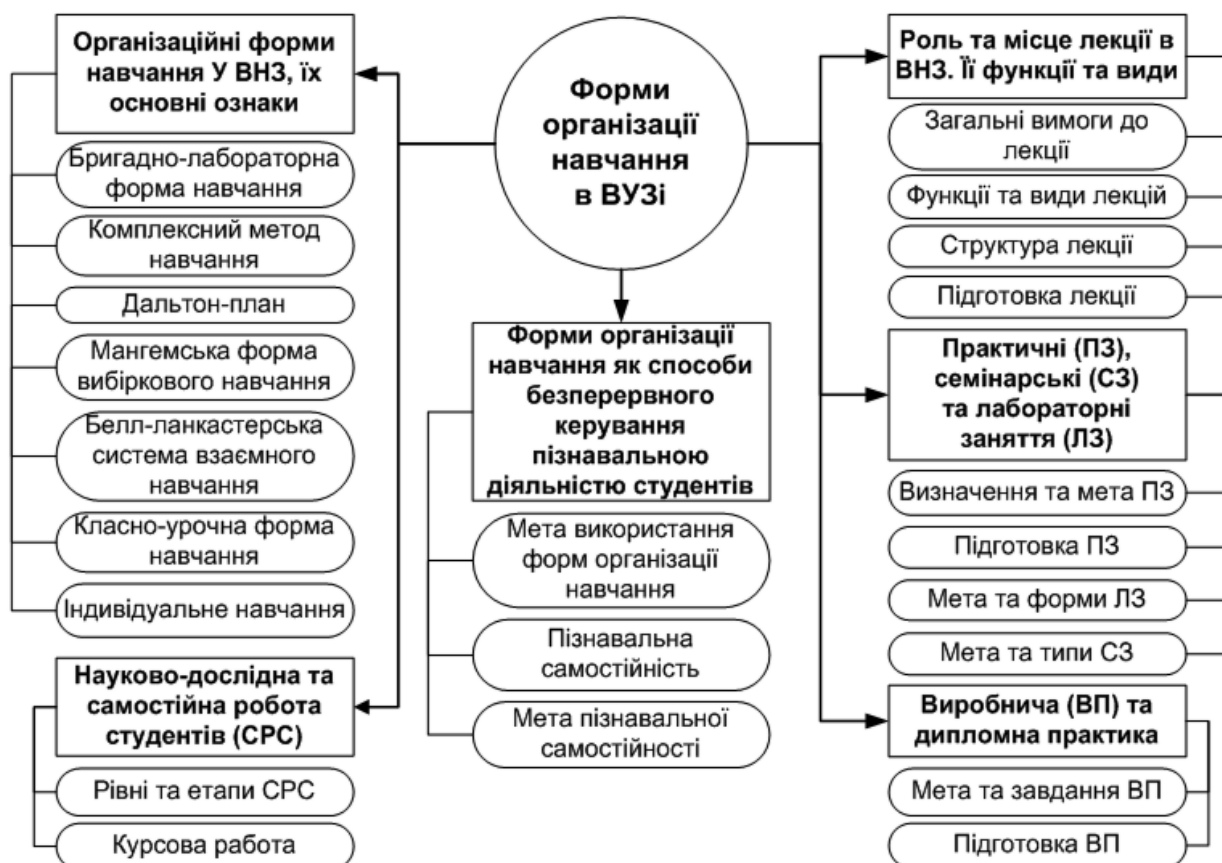 Форми
організації
навчання
в ВУЗі
Організаційні форми
навчання У ВНЗ, їх
основні ознаки
Бригадно-лабораторна
форма навчання
Комплексний метод
навчання
Дальтон-план
Мангемська форма
вибіркового навчання
Белл-ланкастерська
система взаємного
навчання
Класно-урочна форма
навчання
Індивідуальне навчання
Науково-дослідна та
самостійна робота
студентів (СРС)
Рівні та етапи СРС
Курсова работа
Форми організації
навчання як способи
безперервного
керування
пізнавальною
діяльністю студентів
Мета використання
форм організації
навчання
Пізнавальна
самостійність
Мета пізнавальної
самостійності
Роль та місце лекції в
ВНЗ. Її функції та види
Загальні вимоги до
лекції
Функції та види лекцій
Структура лекції
Підготовка лекції
Практичні (ПЗ),
семінарські (СЗ)
та лабораторні
заняття (ЛЗ)
Визначення та мета ПЗ
Підготовка ПЗ
Мета та форми ЛЗ
Мета та типи СЗ
Виробнича (ВП) та
дипломна практика
Мета та завдання ВП
Підготовка ВП